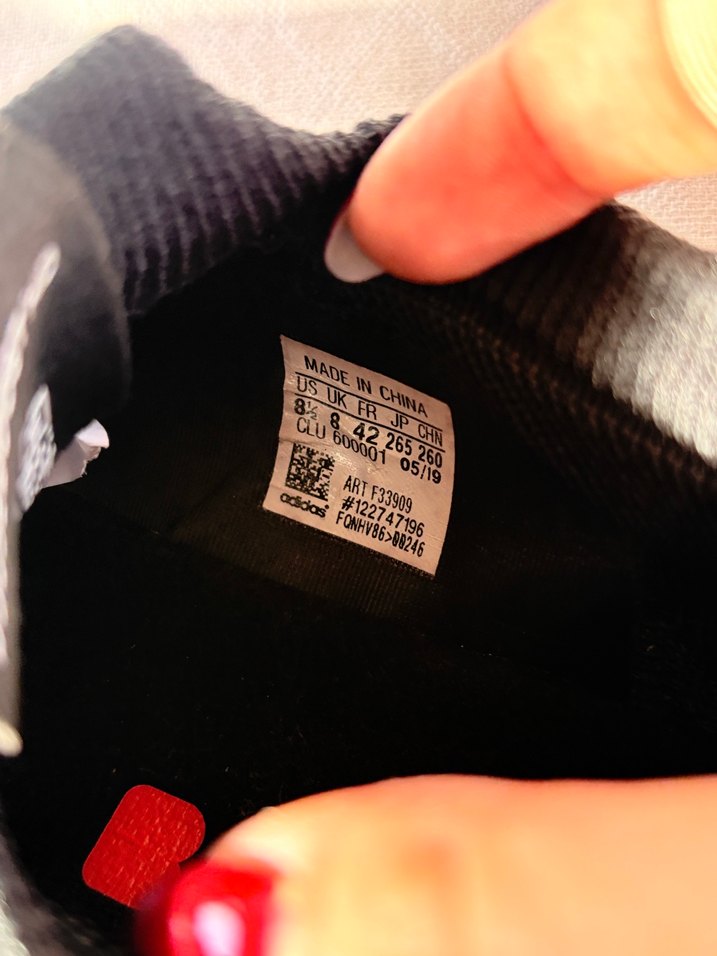 MADE IN CHINA
US UK FR JP CHN
8½ 8 42 265 260
CLU 600001 05/19
ART F33909
#122747196
FQNHV86>0Q246
adidas®